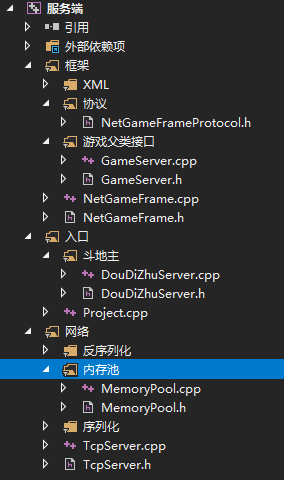 服务端
引用
外部依赖项
框架
XML
协议
NetGameFrameProtocol.h
游戏父类接口
GameServer.cpp
GameServer.h
NetGameFrame.cpp
NetGameFrame.h
入口
斗地主
DouDiZhuServer.cpp
DouDiZhuServer.h
Project.cpp
网络
反序列化
内存池
MemoryPool.cpp
MemoryPool.h
序列化
TcpServer.cpp
TcpServer.h